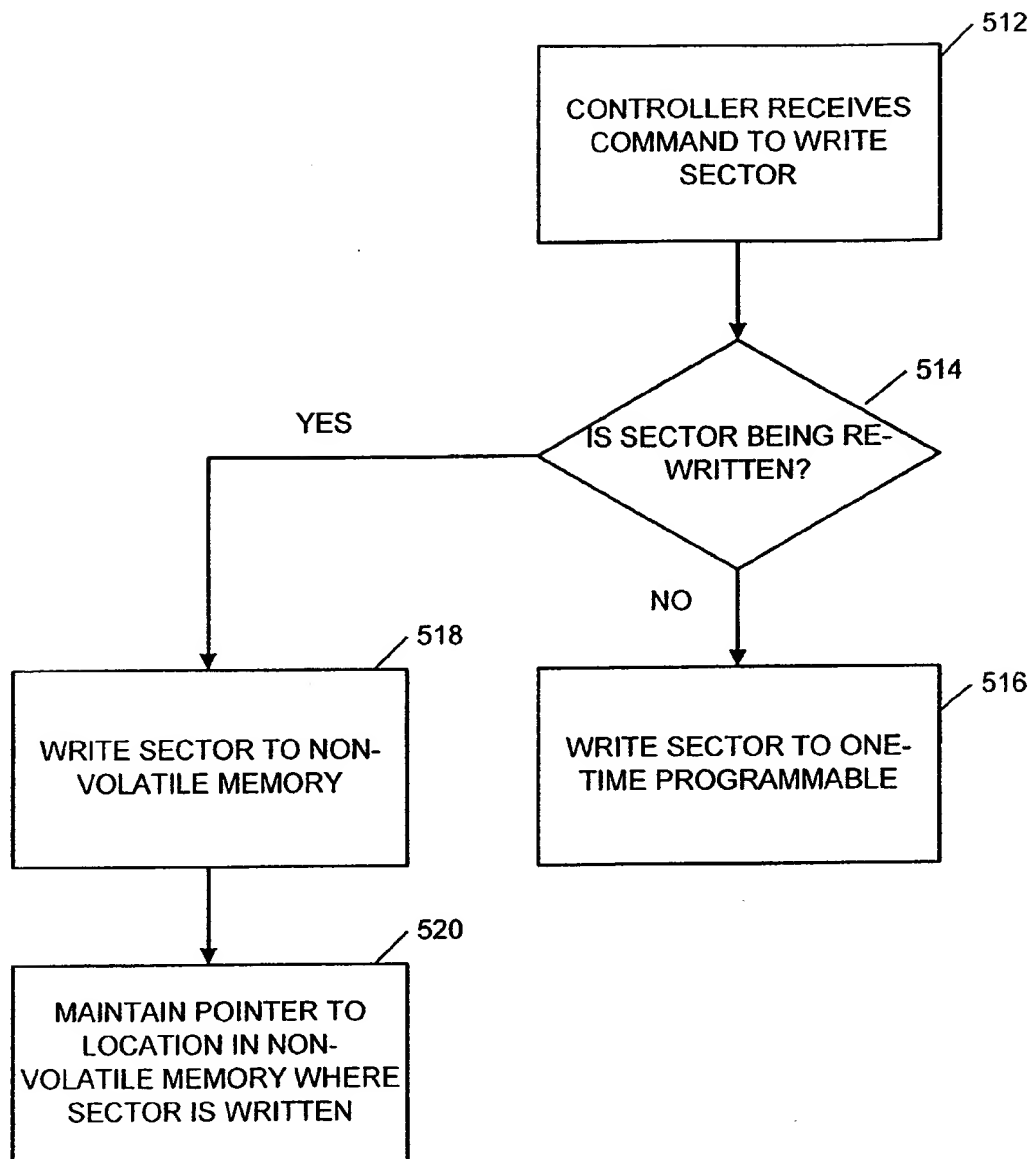 512
CONTROLLER RECEIVES
COMMAND TO WRITE
SECTOR
514
YES
IS SECTOR BEING RE-
WRITTEN?
NO
518
516
WRITE SECTOR TO NON-
VOLATILE MEMORY
WRITE SECTOR TO ONE-
TIME PROGRAMMABLE
520
MAINTAIN POINTER TO
LOCATION IN NON-
VOLATILE MEMORY WHERE
SECTOR IS WRITTEN